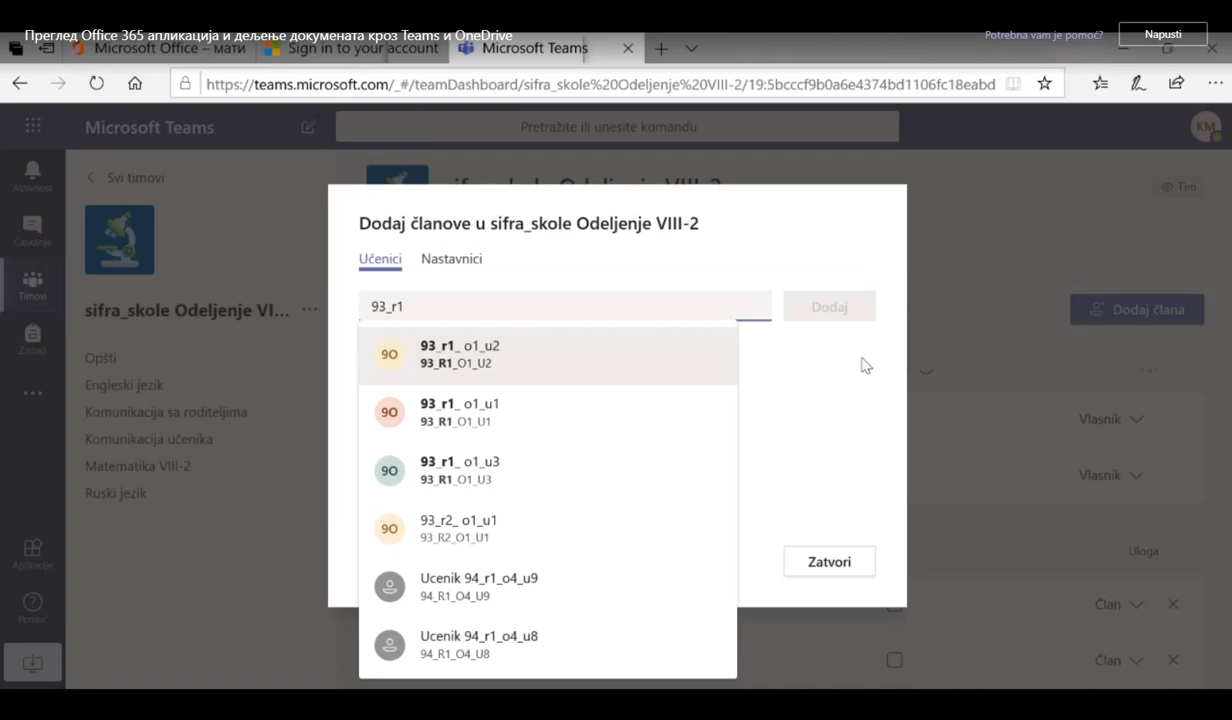 Преглед Office 365 апликација и дељење докумената кроз Teams и OneDrive
Potrebna vam je pomoć?
Napusti
Microsoft Office – мати
Sign in to your account
Microsoft Teams
https://teams.microsoft.com/_#/teamDashboard/sifra_skole%20Odeljenje%20VIII-2/19:5bcccf9b0a6e4374bd1106fc18eabd
Microsoft Teams
Pretražite ili unesite komandu
KM
Aktivnost
Ćaskanje
Timovi
Zadaci
Aplikacije
Pomoć
Svi timovi
sifra_skole Odeljenje VI...
Opšti
Engleski jezik
Komunikacija sa roditeljima
Komunikacija učenika
Matematika VIII-2
Ruski jezik
Tim
Dodaj člana
Dodaj članove u sifra_skole Odeljenje VIII-2
Učenici
Nastavnici
93_r1
Dodaj
9O
93_r1_ o1_u2
93_R1_O1_U2
9O
93_r1_ o1_u1
93_R1_O1_U1
9O
93_r1_ o1_u3
93_R1_O1_U3
9O
93_r2_ o1_u1
93_R2_O1_U1
Ucenik 94_r1_o4_u9
94_R1_O4_U9
Ucenik 94_r1_o4_u8
94_R1_O4_U8
Zatvori
Vlasnik
Vlasnik
Uloga
Član
Član